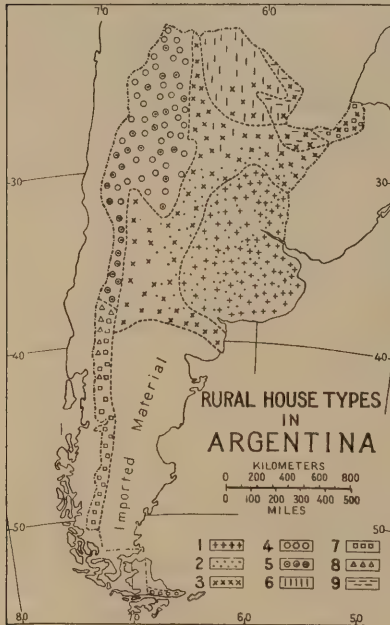 70 60
30
40 40
50 50
80 70 60 50
Imported Material
RURAL HOUSE TYPES
IN
ARGENTINA
KILOMETERS
0 200 400 600 800
0 100 200 300 400 500
MILES
1 4 7
2 5 8
3 6 9